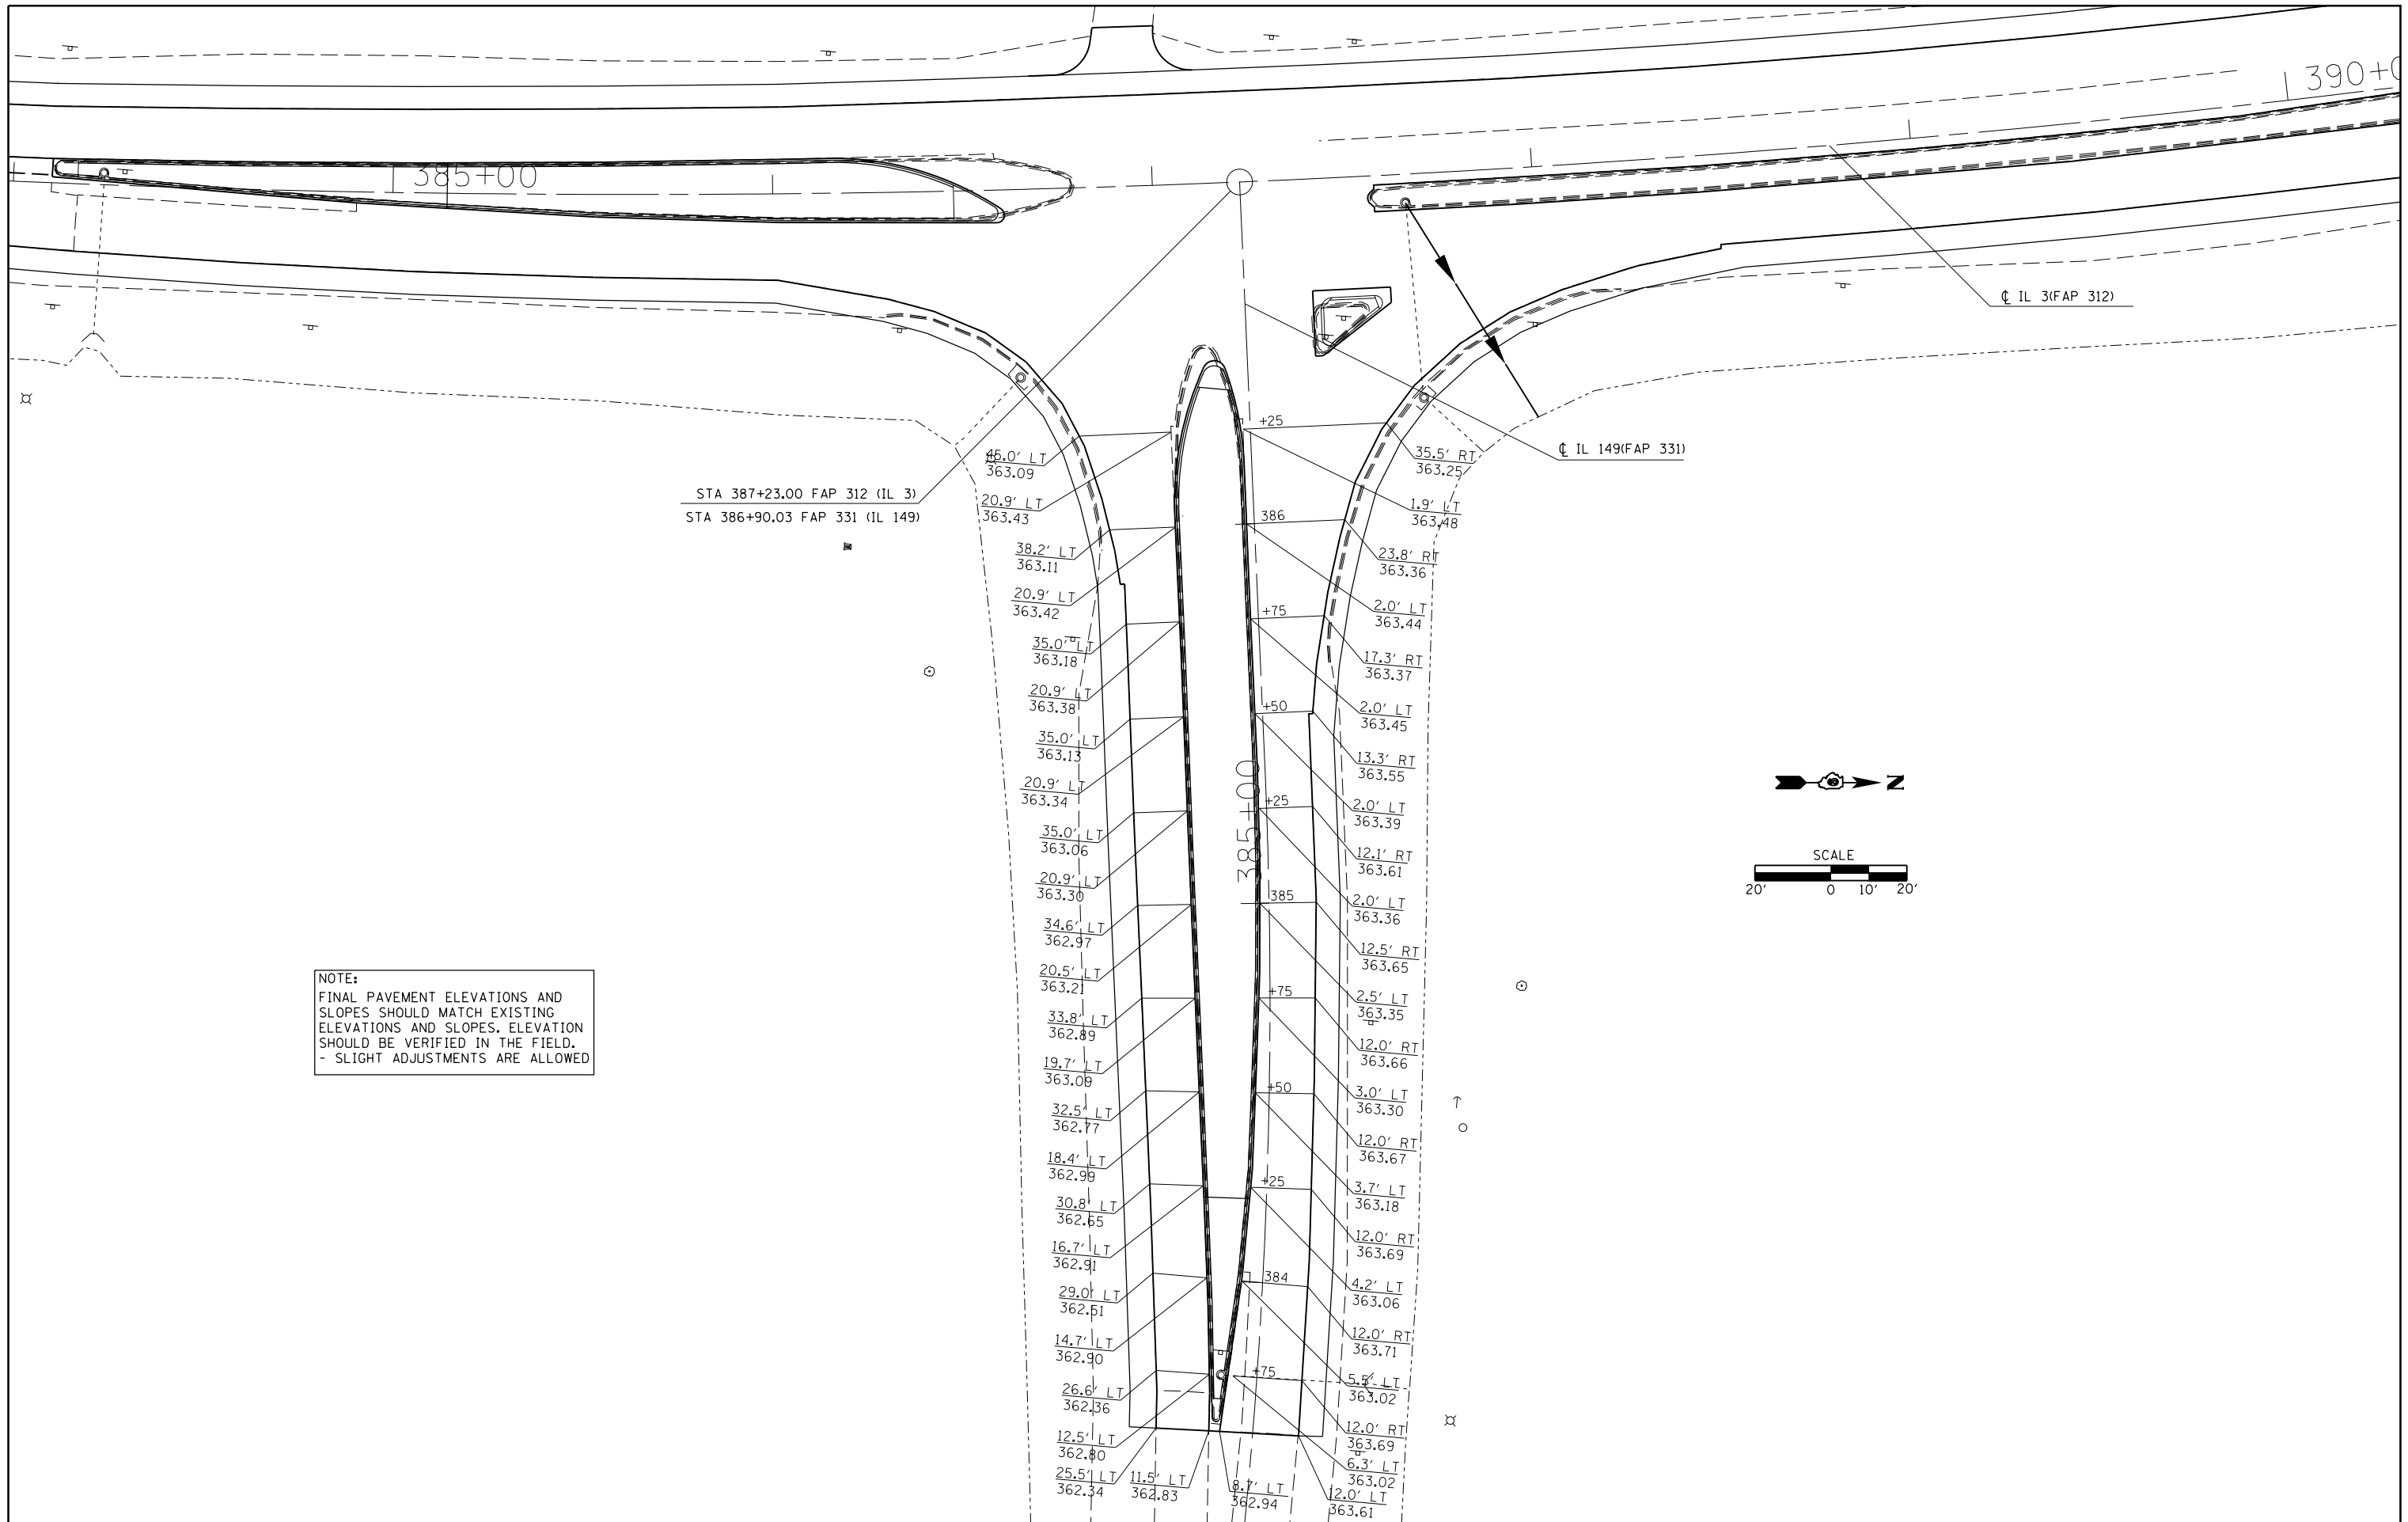 390+0
385+00
℄ IL 3(FAP 312)
℄ IL 149(FAP 331)
STA 387+23.00 FAP 312 (IL 3)
STA 386+90.03 FAP 331 (IL 149)
45.0' LT
363.09
20.9' LT
363.43
38.2' LT
363.11
20.9' LT
363.42
35.0' LT
363.18
20.9' LT
363.38
35.0' LT
363.13
20.9' LT
363.34
35.0' LT
363.06
20.9' LT
363.30
34.6' LT
362.97
20.5' LT
363.21
33.8' LT
362.89
19.7' LT
363.09
32.5' LT
362.77
18.4' LT
362.99
30.8' LT
362.65
16.7' LT
362.91
29.0' LT
362.51
14.7' LT
362.90
26.6' LT
362.36
12.5' LT
362.80
25.5' LT
362.34
11.5' LT
362.83
8.7' LT
362.94
12.0' LT
363.61
+25
386
+75
+50
+25
385
+75
+50
+25
384
+75
385+00
35.5' RT
363.25
1.9' LT
363.48
23.8' RT
363.36
2.0' LT
363.44
17.3' RT
363.37
2.0' LT
363.45
13.3' RT
363.55
2.0' LT
363.39
12.1' RT
363.61
2.0' LT
363.36
12.5' RT
363.65
2.5' LT
363.35
12.0' RT
363.66
3.0' LT
363.30
12.0' RT
363.67
3.7' LT
363.18
12.0' RT
363.69
4.2' LT
363.06
12.0' RT
363.71
5.5' LT
363.02
12.0' RT
363.69
6.3' LT
363.02
N
SCALE
20' 0 10' 20'
NOTE:
FINAL PAVEMENT ELEVATIONS AND
SLOPES SHOULD MATCH EXISTING
ELEVATIONS AND SLOPES. ELEVATION
SHOULD BE VERIFIED IN THE FIELD.
- SLIGHT ADJUSTMENTS ARE ALLOWED